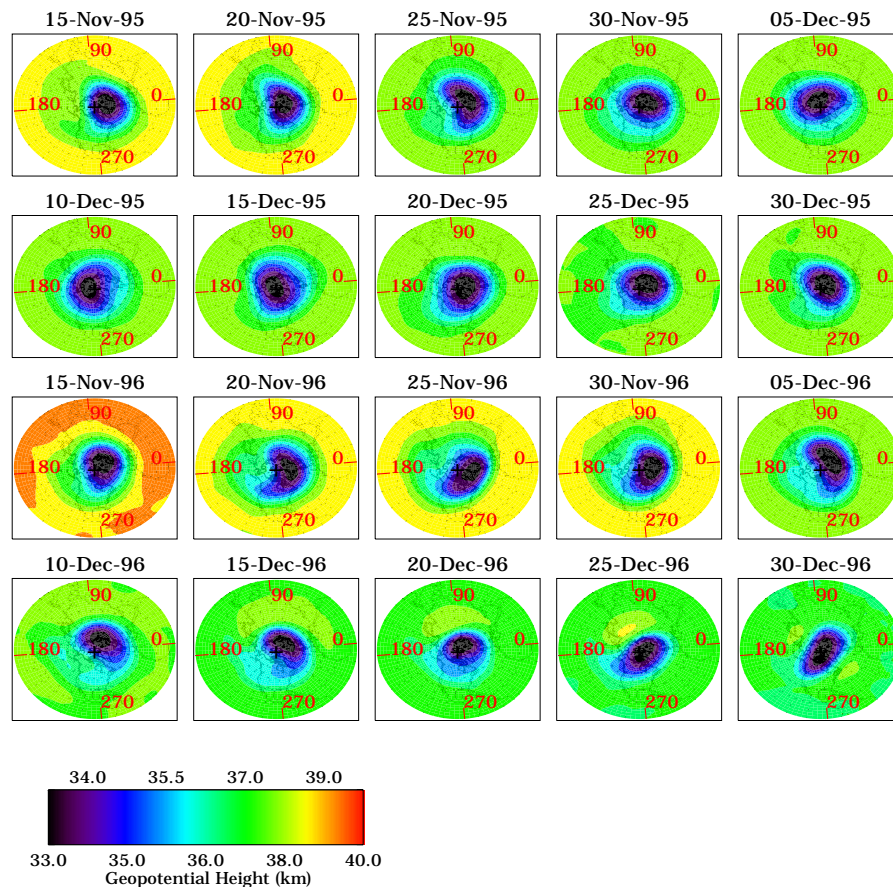 15-Nov-95 20-Nov-95 25-Nov-95 30-Nov-95 05-Dec-95
90 90 90 90 90
180 0 180 0 180 0 180 0 180 0
270 270 270 270 270
10-Dec-95 15-Dec-95 20-Dec-95 25-Dec-95 30-Dec-95
90 90 90 90 90
180 0 180 0 180 0 180 0 180 0
270 270 270 270 270
15-Nov-96 20-Nov-96 25-Nov-96 30-Nov-96 05-Dec-96
90 90 90 90 90
180 0 180 0 180 0 180 0 180 0
270 270 270 270 270
10-Dec-96 15-Dec-96 20-Dec-96 25-Dec-96 30-Dec-96
90 90 90 90 90
180 0 180 0 180 0 180 0 180 0
270 270 270 270 270
34.0 35.5 37.0 39.0
33.0 35.0 36.0 38.0 40.0
Geopotential Height (km)